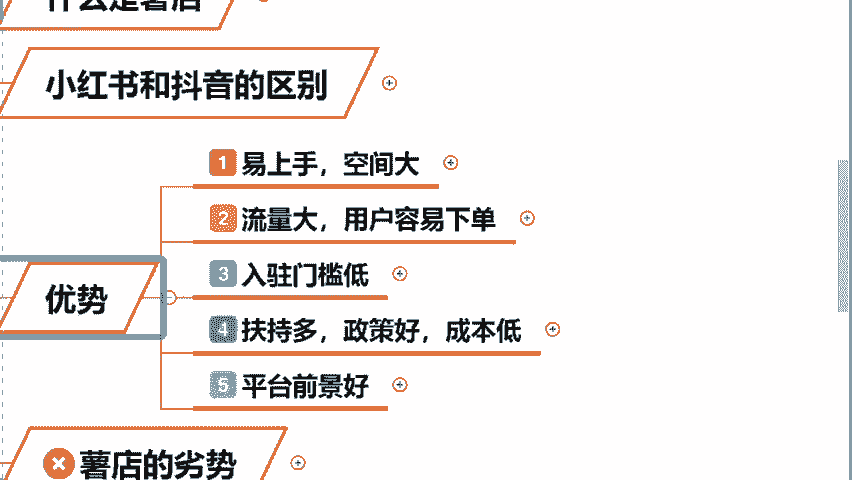 什么是薯店
小红书和抖音的区别
1 易上手，空间大
2 流量大，用户容易下单
3 入驻门槛低
优势
4 扶持多，政策好，成本低
5 平台前景好
薯店的劣势